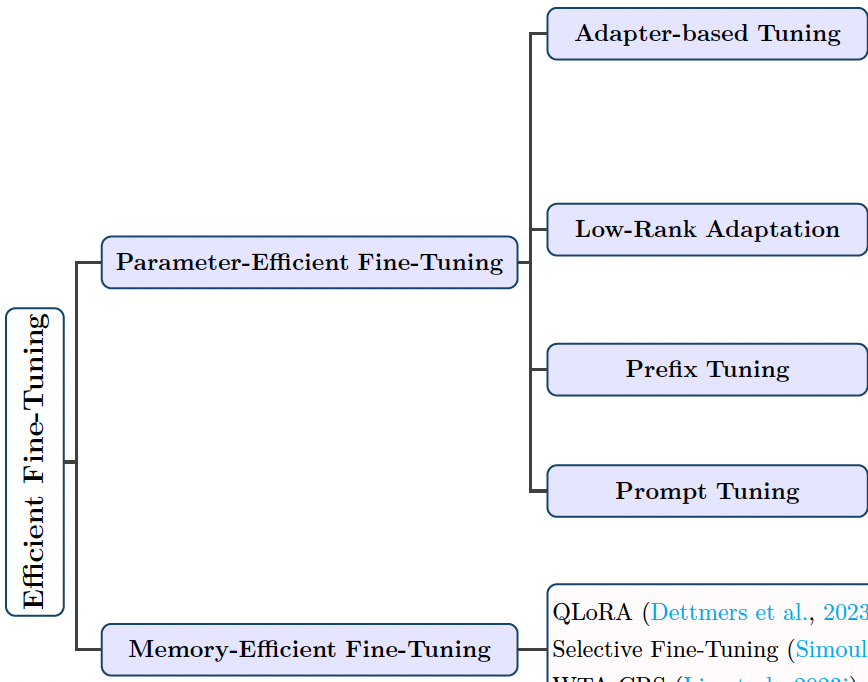 Adapter-based Tuning
Low-Rank Adaptation
Parameter-Efficient Fine-Tuning
Prefix Tuning
Efficient Fine-Tuning
Prompt Tuning
QLoRA (Dettmers et al., 2023
Memory-Efficient Fine-Tuning
Selective Fine-Tuning (Simoul